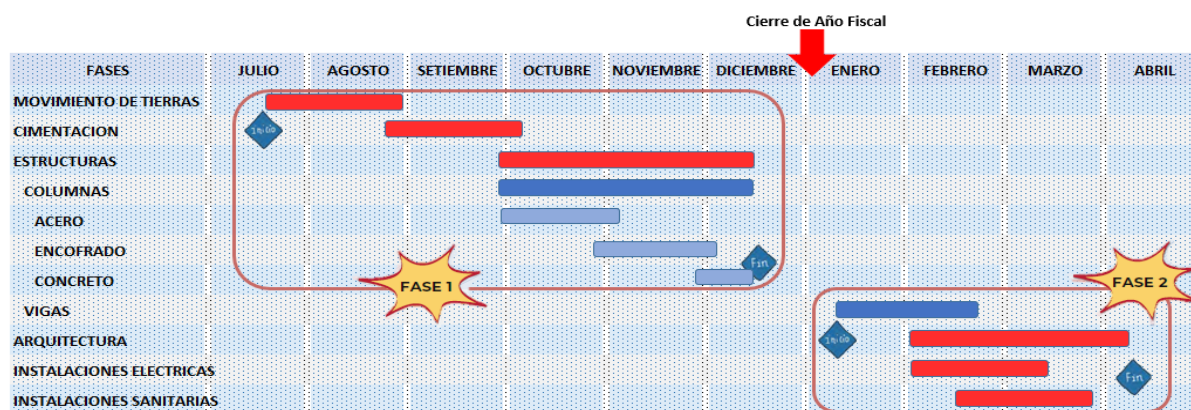 Cierre de Año Fiscal
FASES JULIO AGOSTO SETIEMBRE OCTUBRE NOVIEMBRE DICIEMBRE ENERO FEBRERO MARZO ABRIL
MOVIMIENTO DE TIERRAS
CIMENTACION Inicio
ESTRUCTURAS
COLUMNAS
ACERO
ENCOFRADO
Fin
CONCRETO
FASE 1 FASE 2
VIGAS
ARQUITECTURA Inicio
INSTALACIONES ELECTRICAS Fin
INSTALACIONES SANITARIAS